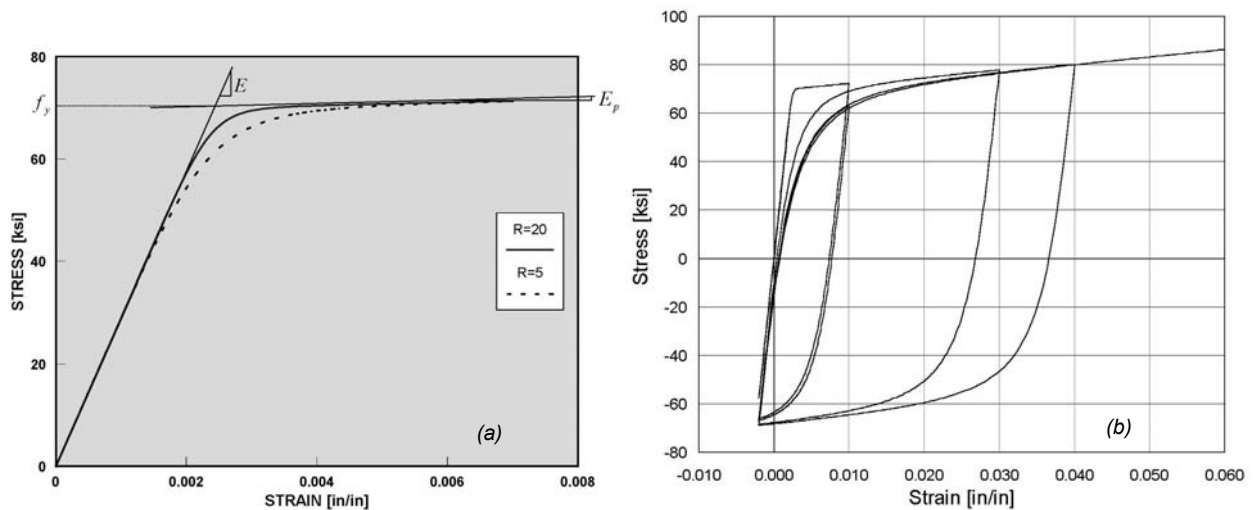 80
60
40
20
0
STRESS [ksi]
f_y
E
E_p
R=20
R=5
(a)
0 0.002 0.004 0.006 0.008
STRAIN [in/in]
100
80
60
40
20
0
-20
-40
-60
-80
Stress [ksi]
(b)
-0.010 0.000 0.010 0.020 0.030 0.040 0.050 0.060
Strain [in/in]